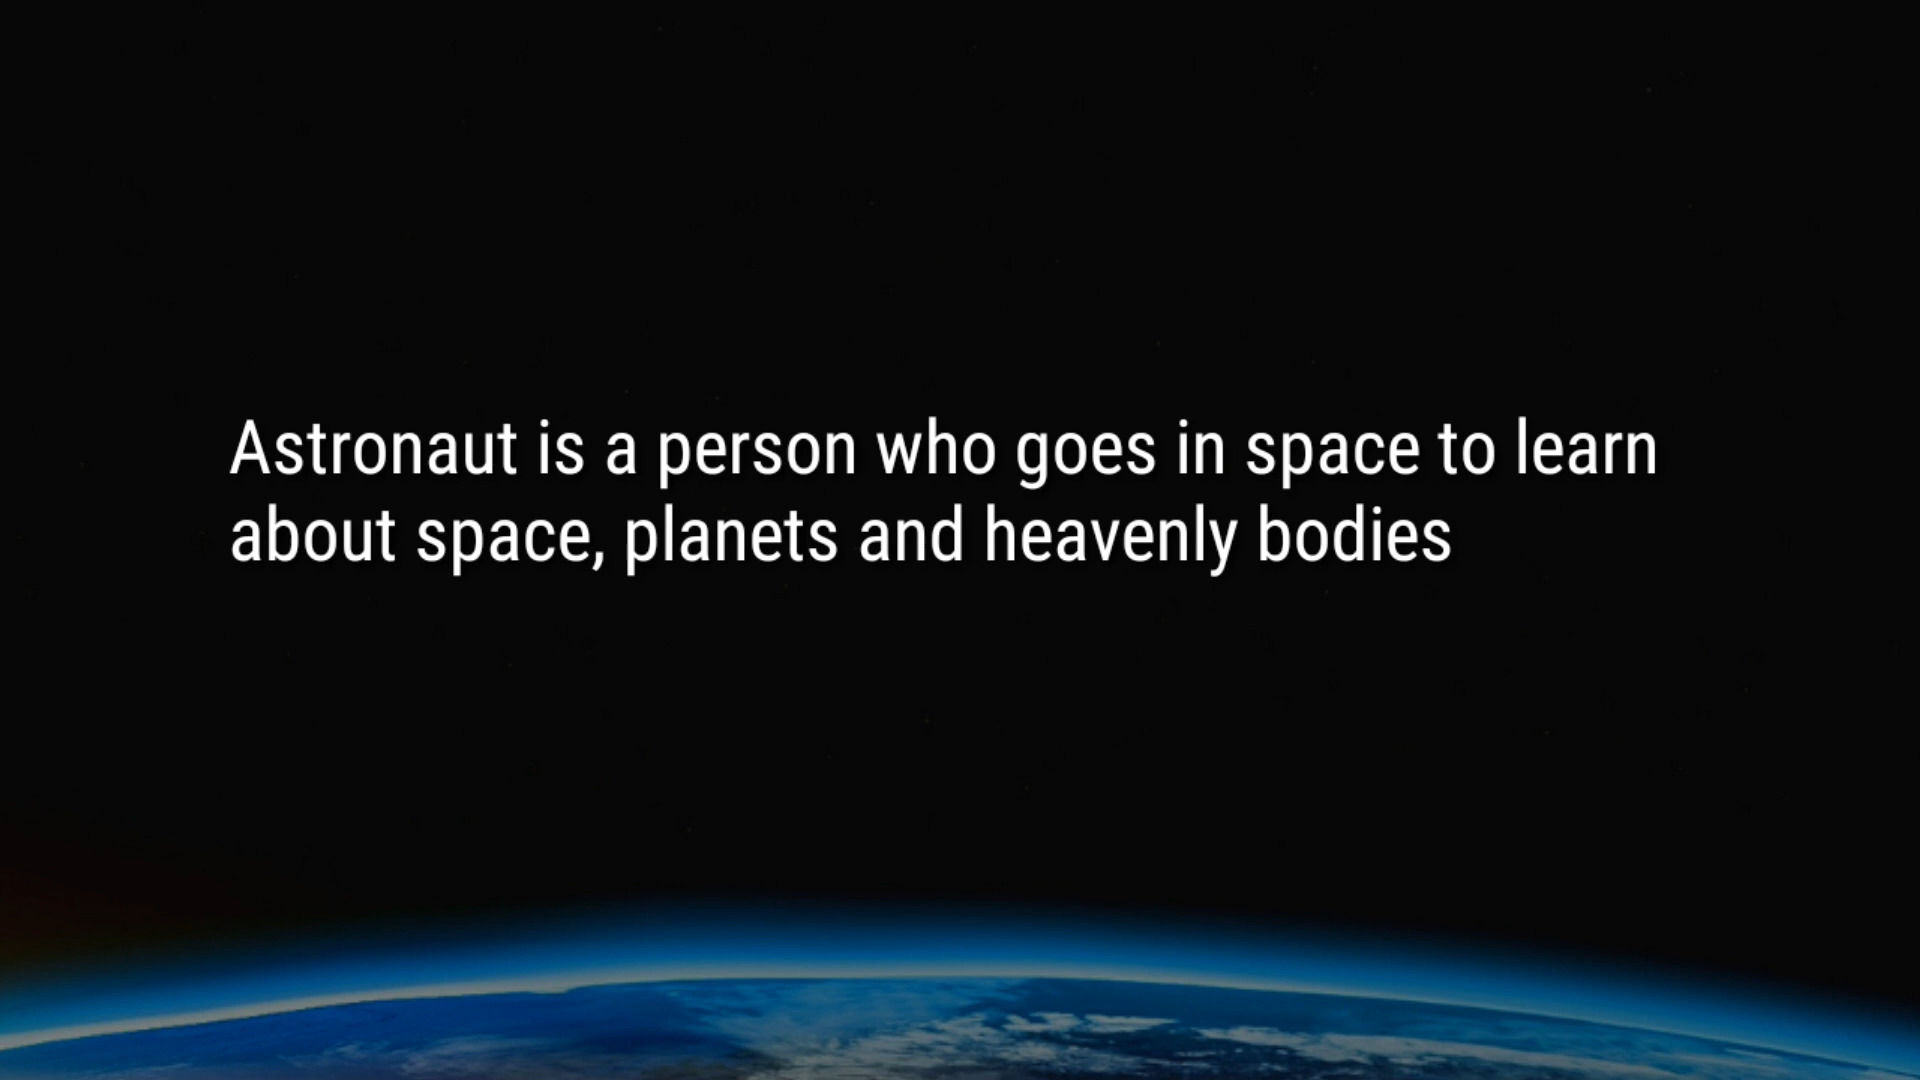 Astronaut is a person who goes in space to learn
about space, planets and heavenly bodies